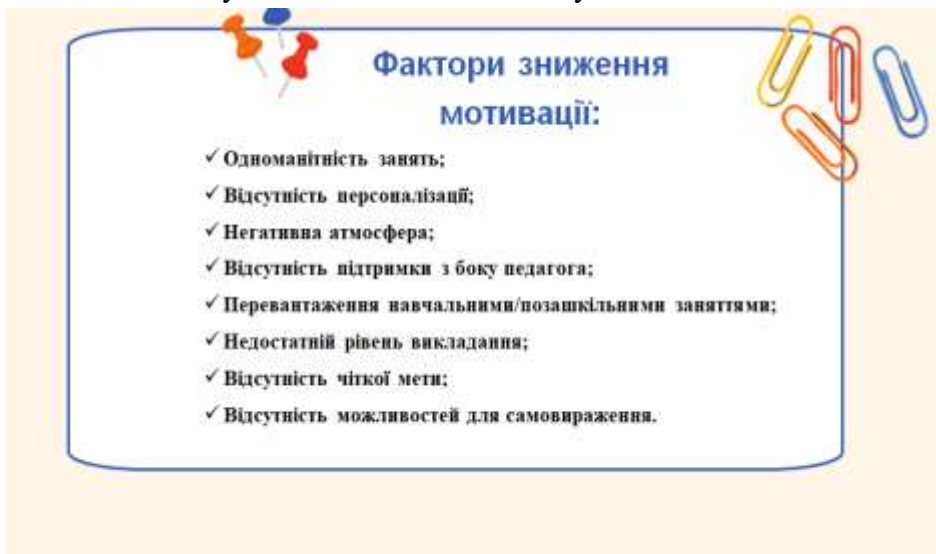 Фактори зниження
мотивації:
✓ Одноманітність занять;
✓ Відсутність персоналізації;
✓ Негативна атмосфера;
✓ Відсутність підтримки з боку педагога;
✓ Перевантаження навчальними/позашкільними заняттями;
✓ Недостатній рівень викладання;
✓ Відсутність чіткої мети;
✓ Відсутність можливостей для самовираження.